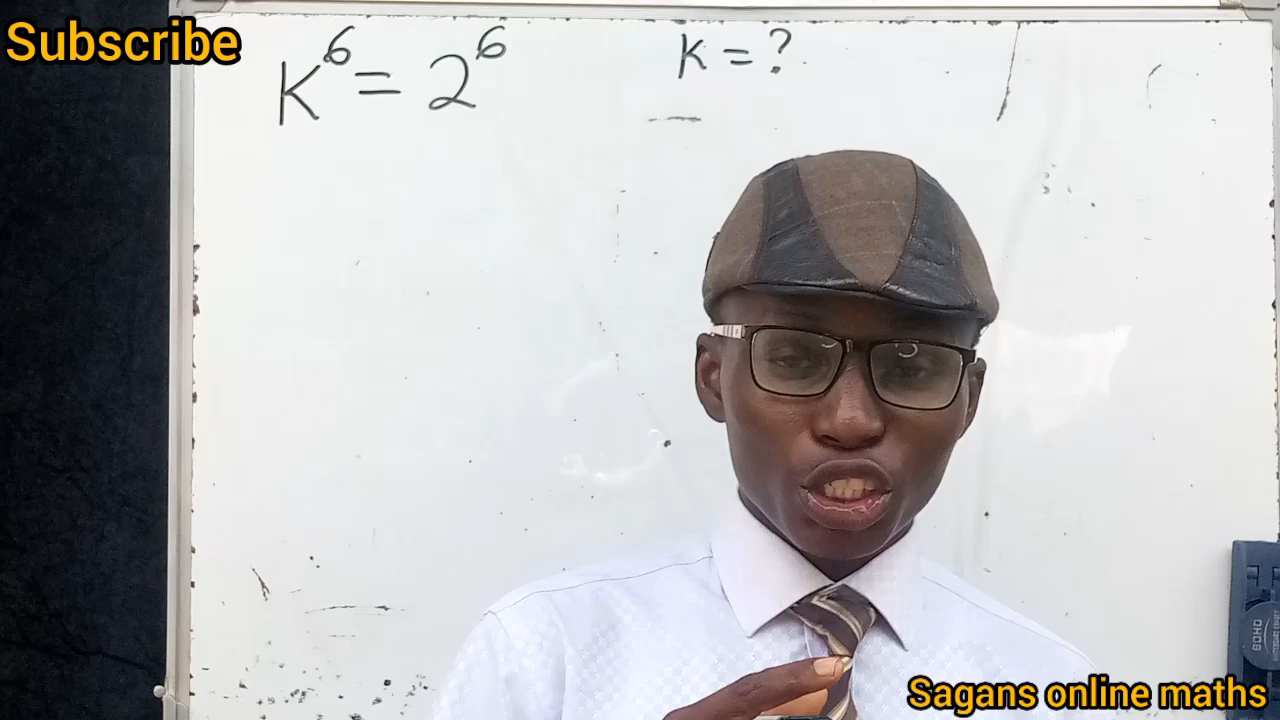 Subscribe
K⁶ = 2⁶
K = ?
Sagans online maths